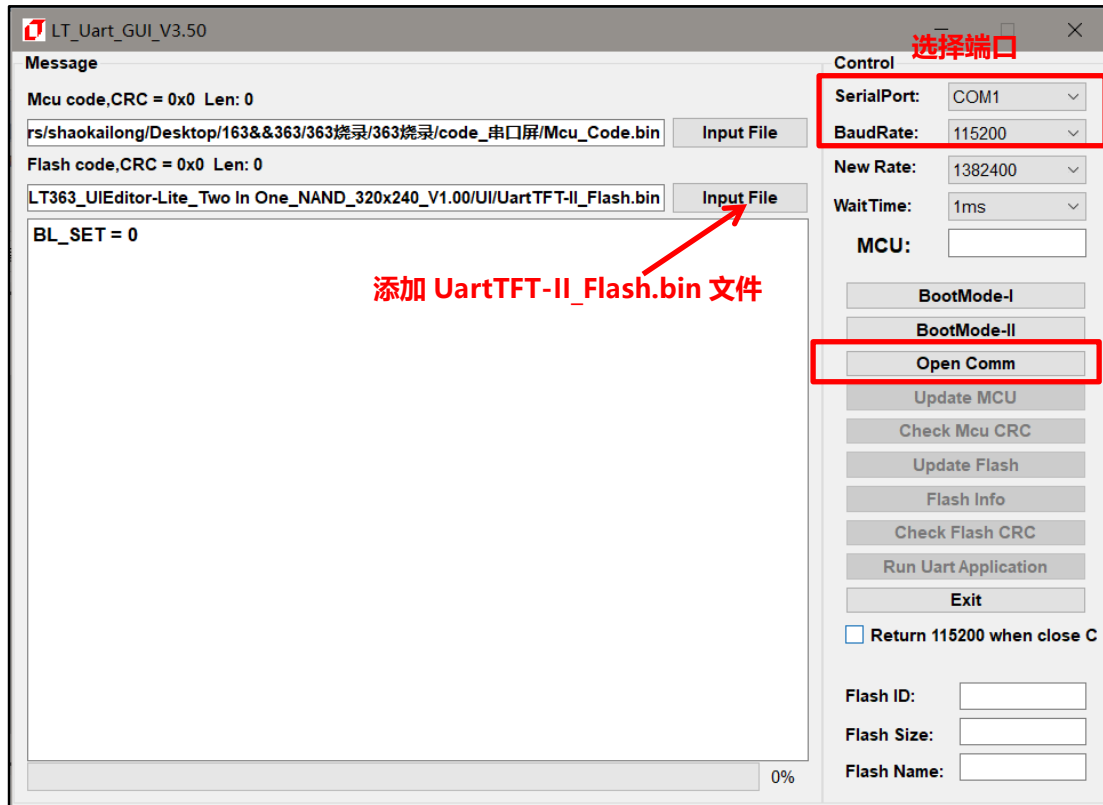 LT_Uart_GUI_V3.50
选择端口
Message
Mcu code,CRC = 0x0 Len: 0
rs/shaokailong/Desktop/163&&363/363烧录/363烧录/code_串口屏/Mcu_Code.bin
Input File
Flash code,CRC = 0x0 Len: 0
LT363_UIEditor-Lite_Two In One_NAND_320x240_V1.00/UI/UartTFT-II_Flash.bin
Input File
BL_SET = 0
添加 UartTFT-II_Flash.bin 文件
0%
Control
SerialPort: COM1
BaudRate: 115200
New Rate: 1382400
WaitTime: 1ms
MCU:
BootMode-I
BootMode-II
Open Comm
Update MCU
Check Mcu CRC
Update Flash
Flash Info
Check Flash CRC
Run Uart Application
Exit
Return 115200 when close C
Flash ID:
Flash Size:
Flash Name: